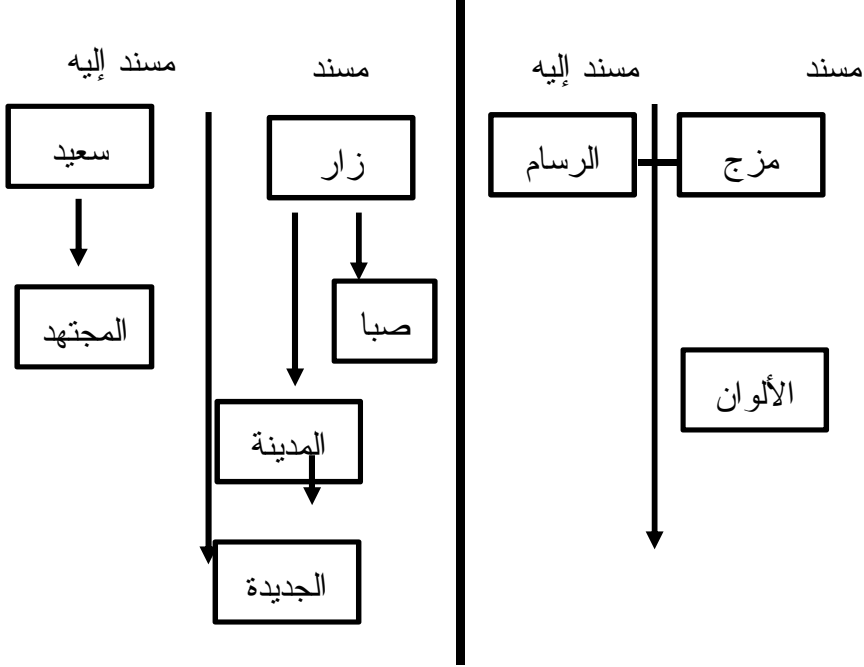 مسند
مسند إليه
مزج
الرسام
الألوان
مسند
مسند إليه
زار
سعيد
صبا
المجتهد
المدينة
الجديدة